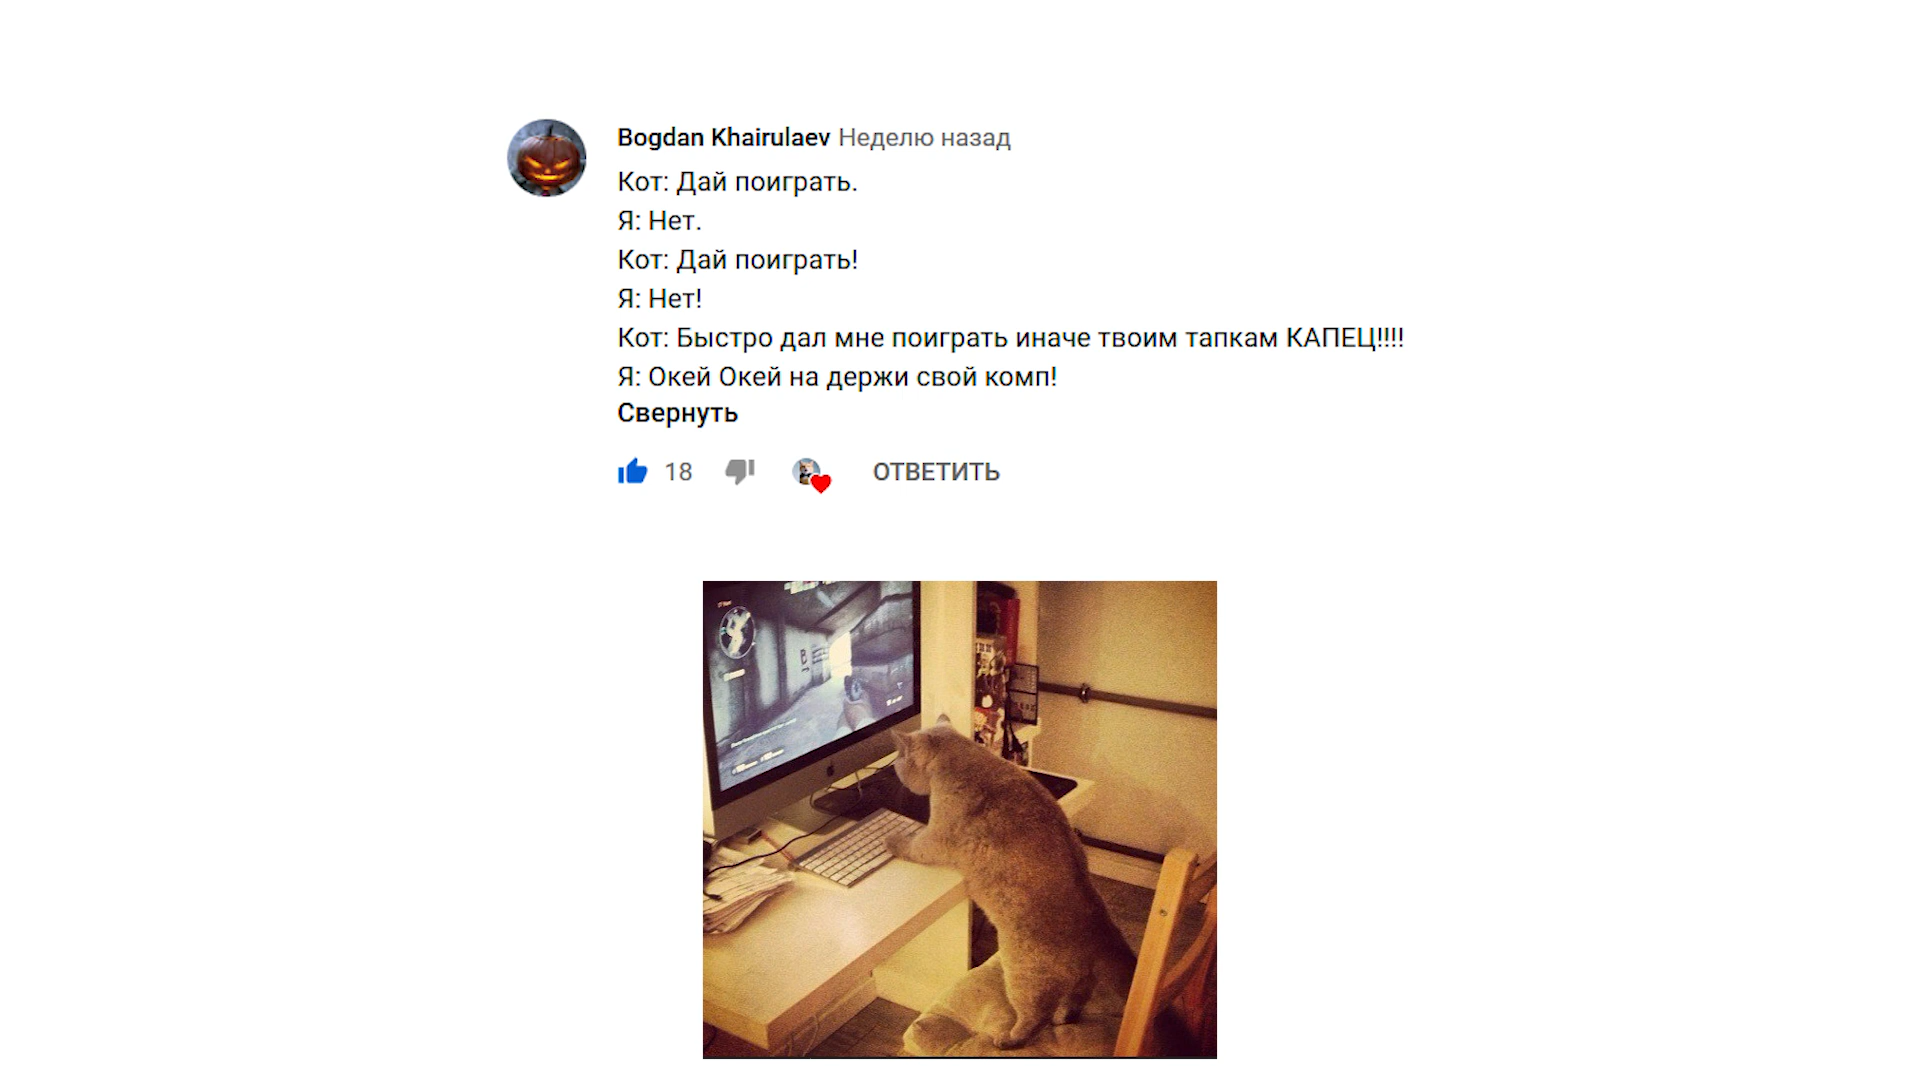 Bogdan Khairulaev Неделю назад
Кот: Дай поиграть.
Я: Нет.
Кот: Дай поиграть!
Я: Нет!
Кот: Быстро дал мне поиграть иначе твоим тапкам КАПЕЦ!!!!
Я: Окей Окей на держи свой комп!
Свернуть
18
ОТВЕТИТЬ
B